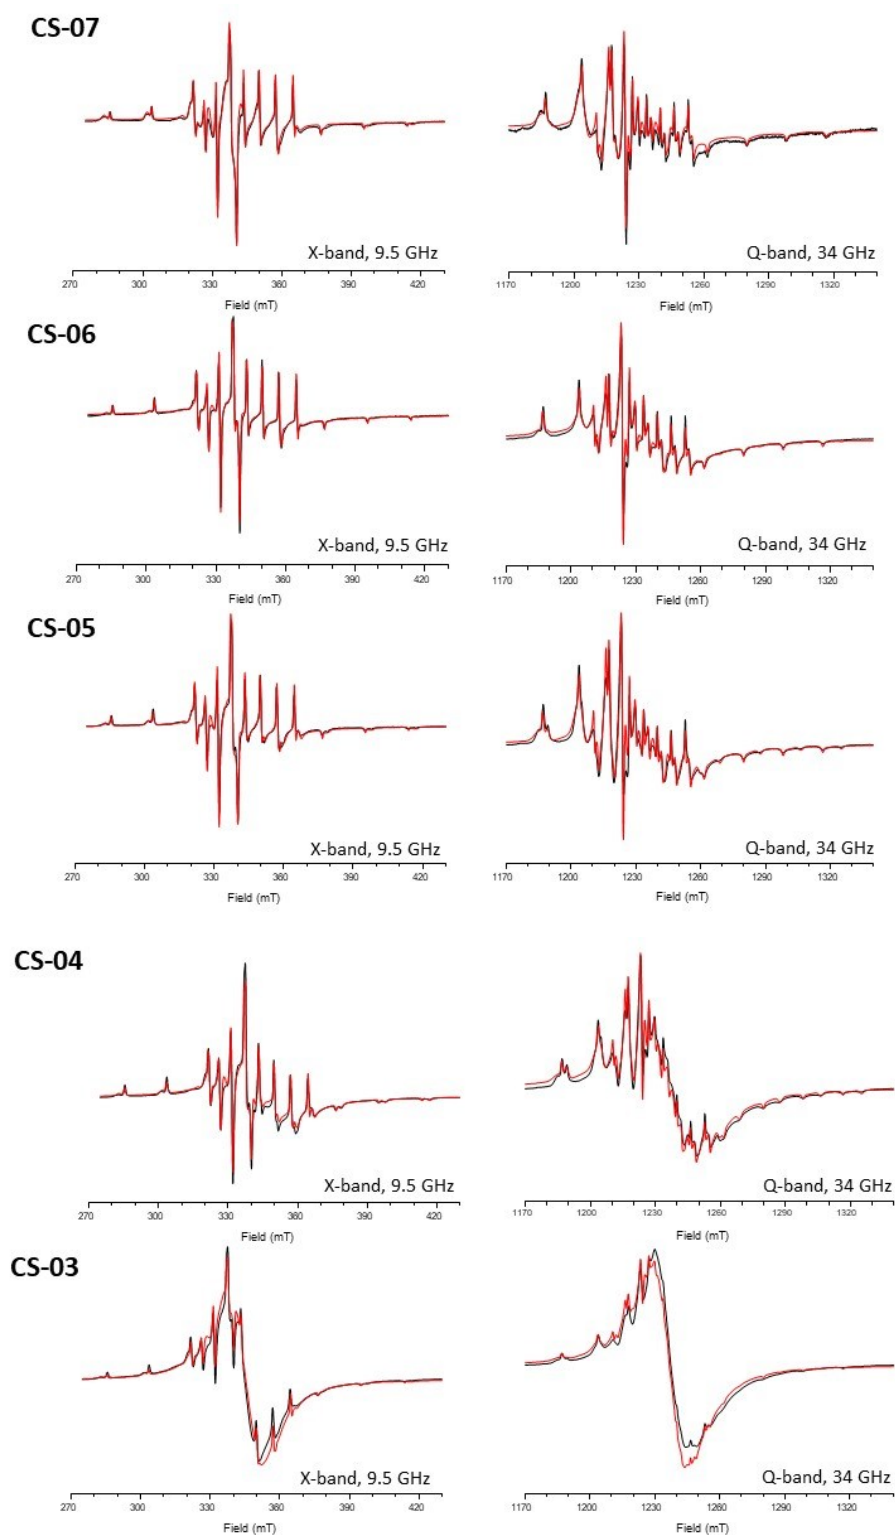 CS-07
X-band, 9.5 GHz
Q-band, 34 GHz
270 300 330 360 390 420
1170 1200 1230 1260 1290 1320
Field (mT)
Field (mT)
CS-06
X-band, 9.5 GHz
Q-band, 34 GHz
270 300 330 360 390 420
1170 1200 1230 1260 1290 1320
Field (mT)
Field (mT)
CS-05
X-band, 9.5 GHz
Q-band, 34 GHz
270 300 330 360 390 420
1170 1200 1230 1260 1290 1320
Field (mT)
Field (mT)
CS-04
X-band, 9.5 GHz
Q-band, 34 GHz
270 300 330 360 390 420
1170 1200 1230 1260 1290 1320
Field (mT)
Field (mT)
CS-03
X-band, 9.5 GHz
Q-band, 34 GHz
270 300 330 360 390 420
1170 1200 1230 1260 1290 1320
Field (mT)
Field (mT)